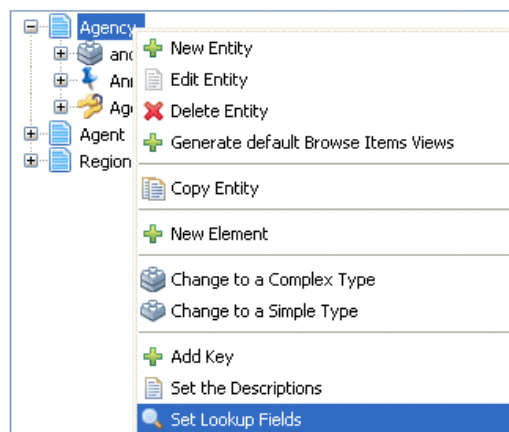 Agency
New Entity
Edit Entity
Delete Entity
Generate default Browse Items Views
Agent
Region
Copy Entity
New Element
Change to a Complex Type
Change to a Simple Type
Add Key
Set the Descriptions
Set Lookup Fields